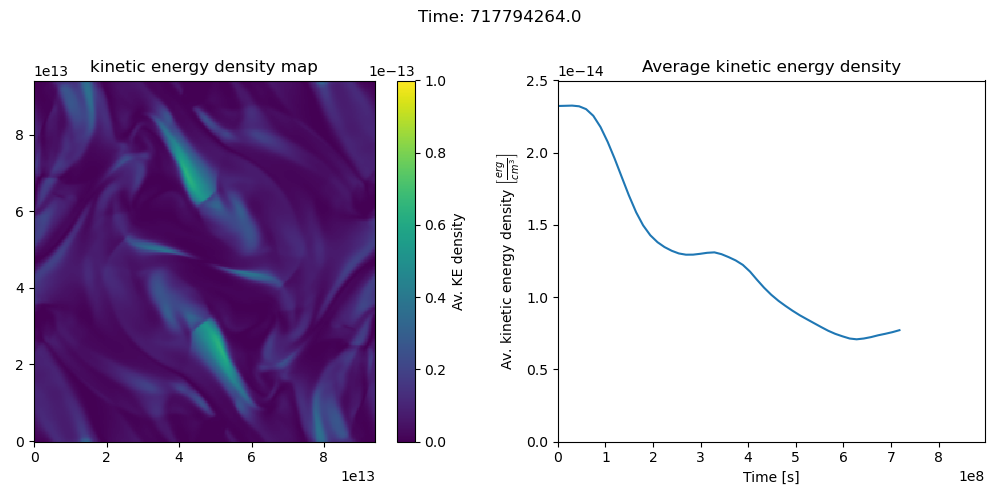 Time: 717794264.0
kinetic energy density map
1e13
1e−13
8
6
4
2
0
0 2 4 6 8
1e13
1.0
0.8
0.6
0.4
0.2
0.0
Av. KE density
Average kinetic energy density
1e−14
2.5
2.0
1.5
1.0
0.5
0.0
Av. kinetic energy density [erg/cm³]
0 1 2 3 4 5 6 7 8
Time [s]
1e8